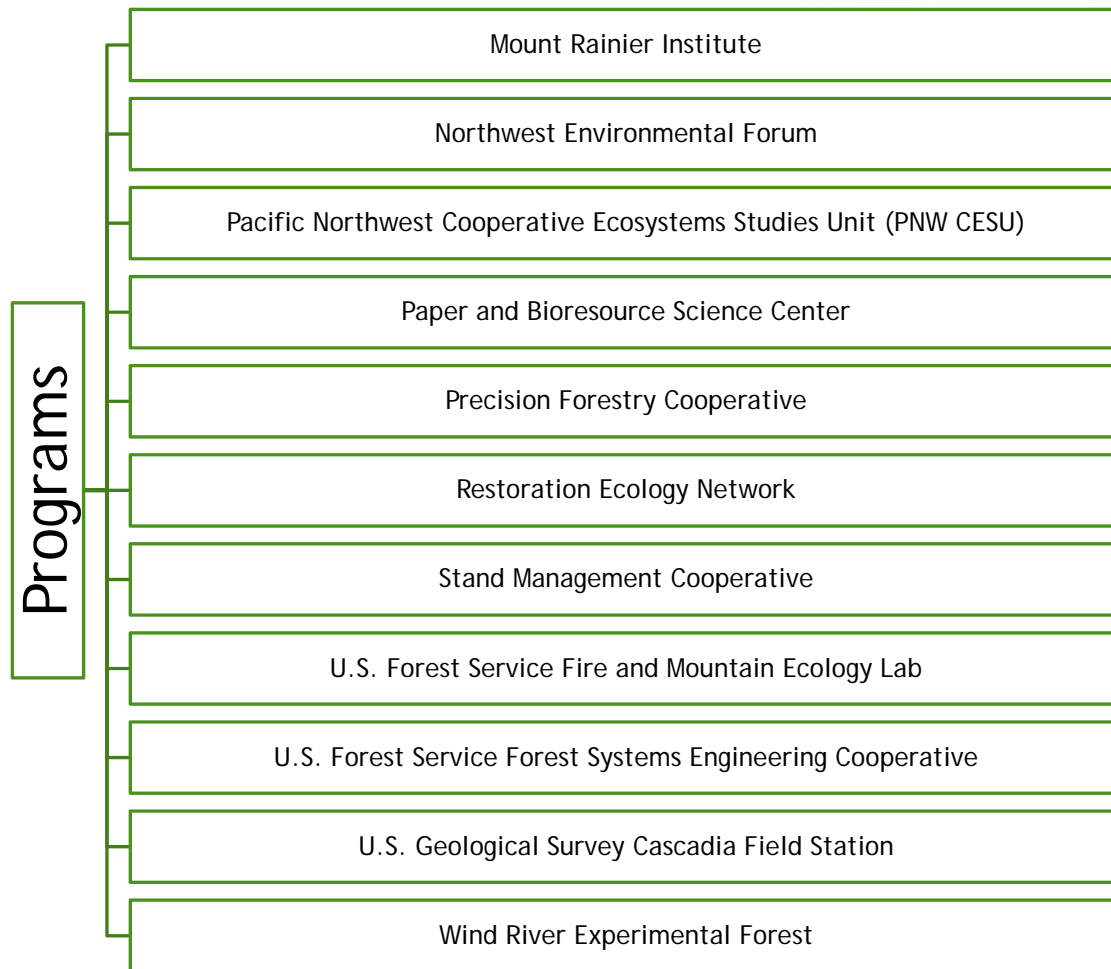 Programs
Mount Rainier Institute
Northwest Environmental Forum
Pacific Northwest Cooperative Ecosystems Studies Unit (PNW CESU)
Paper and Bioresource Science Center
Precision Forestry Cooperative
Restoration Ecology Network
Stand Management Cooperative
U.S. Forest Service Fire and Mountain Ecology Lab
U.S. Forest Service Forest Systems Engineering Cooperative
U.S. Geological Survey Cascadia Field Station
Wind River Experimental Forest